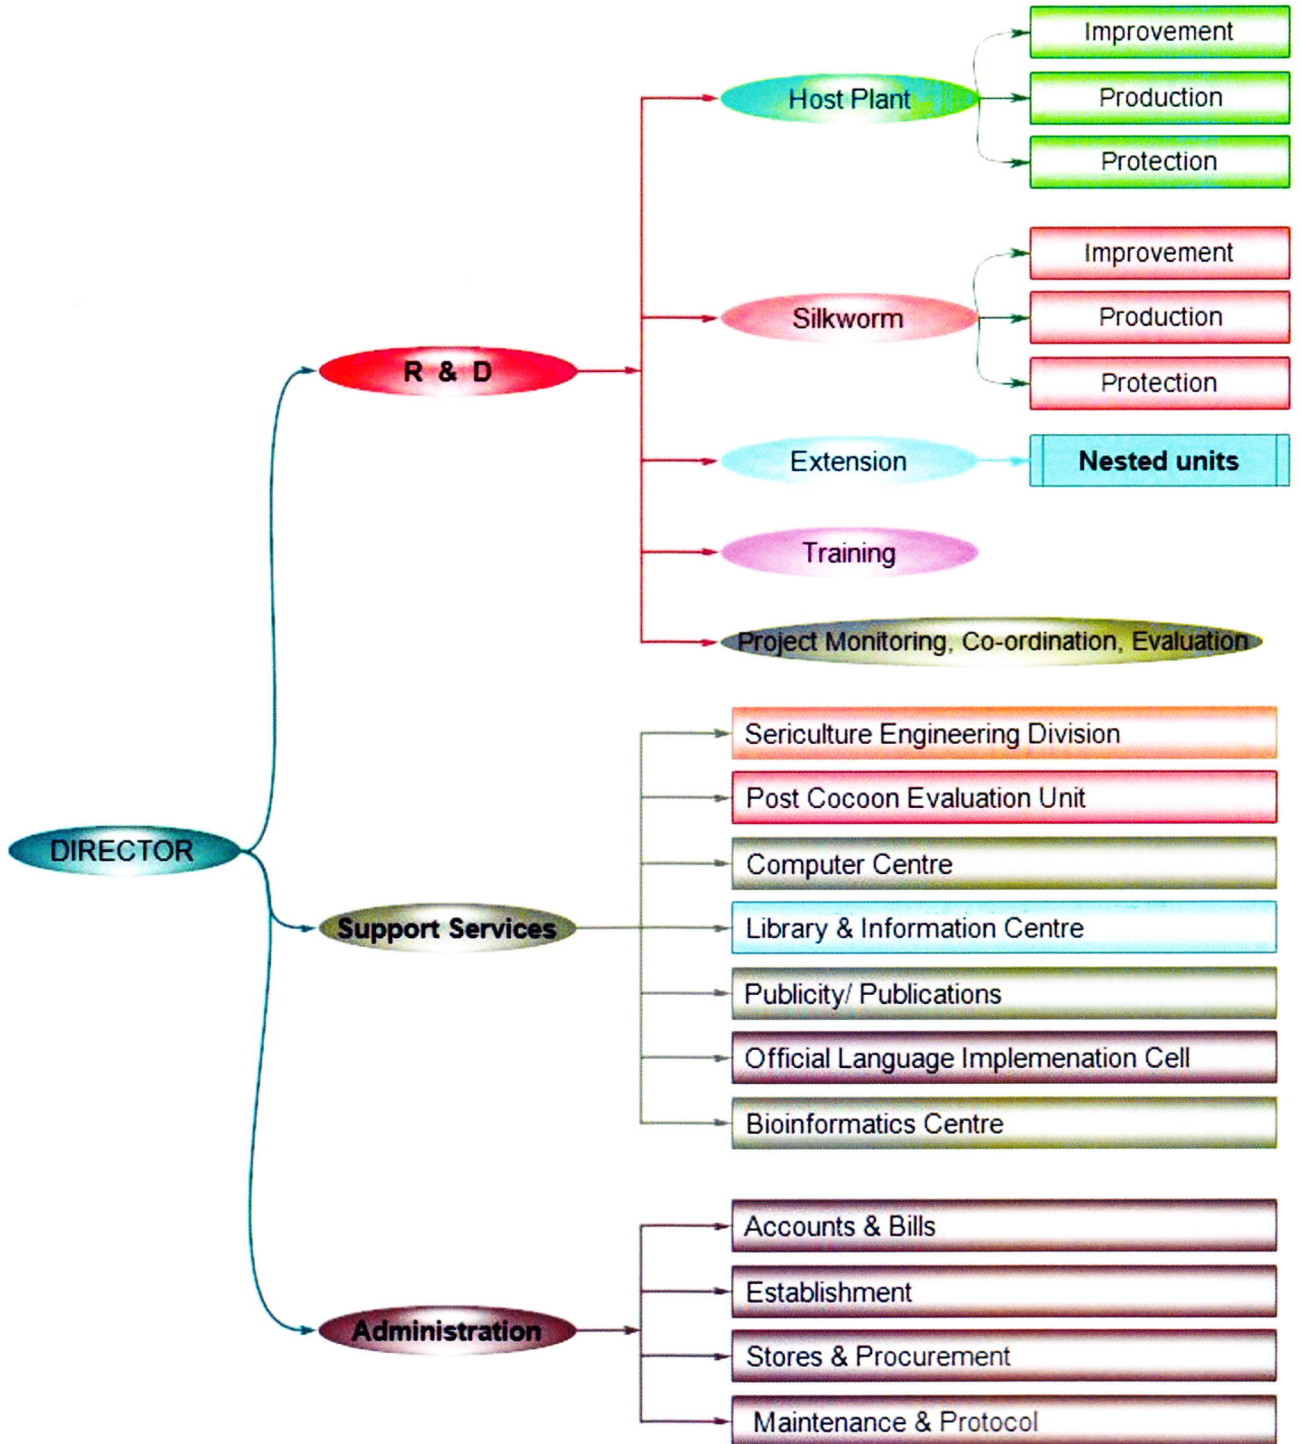 DIRECTOR
R & D
Host Plant
Improvement
Production
Protection
Silkworm
Improvement
Production
Protection
Extension
Nested units
Training
Project Monitoring, Co-ordination, Evaluation
Support Services
Sericulture Engineering Division
Post Cocoon Evaluation Unit
Computer Centre
Library & Information Centre
Publicity/ Publications
Official Language Implemenation Cell
Bioinformatics Centre
Administration
Accounts & Bills
Establishment
Stores & Procurement
Maintenance & Protocol